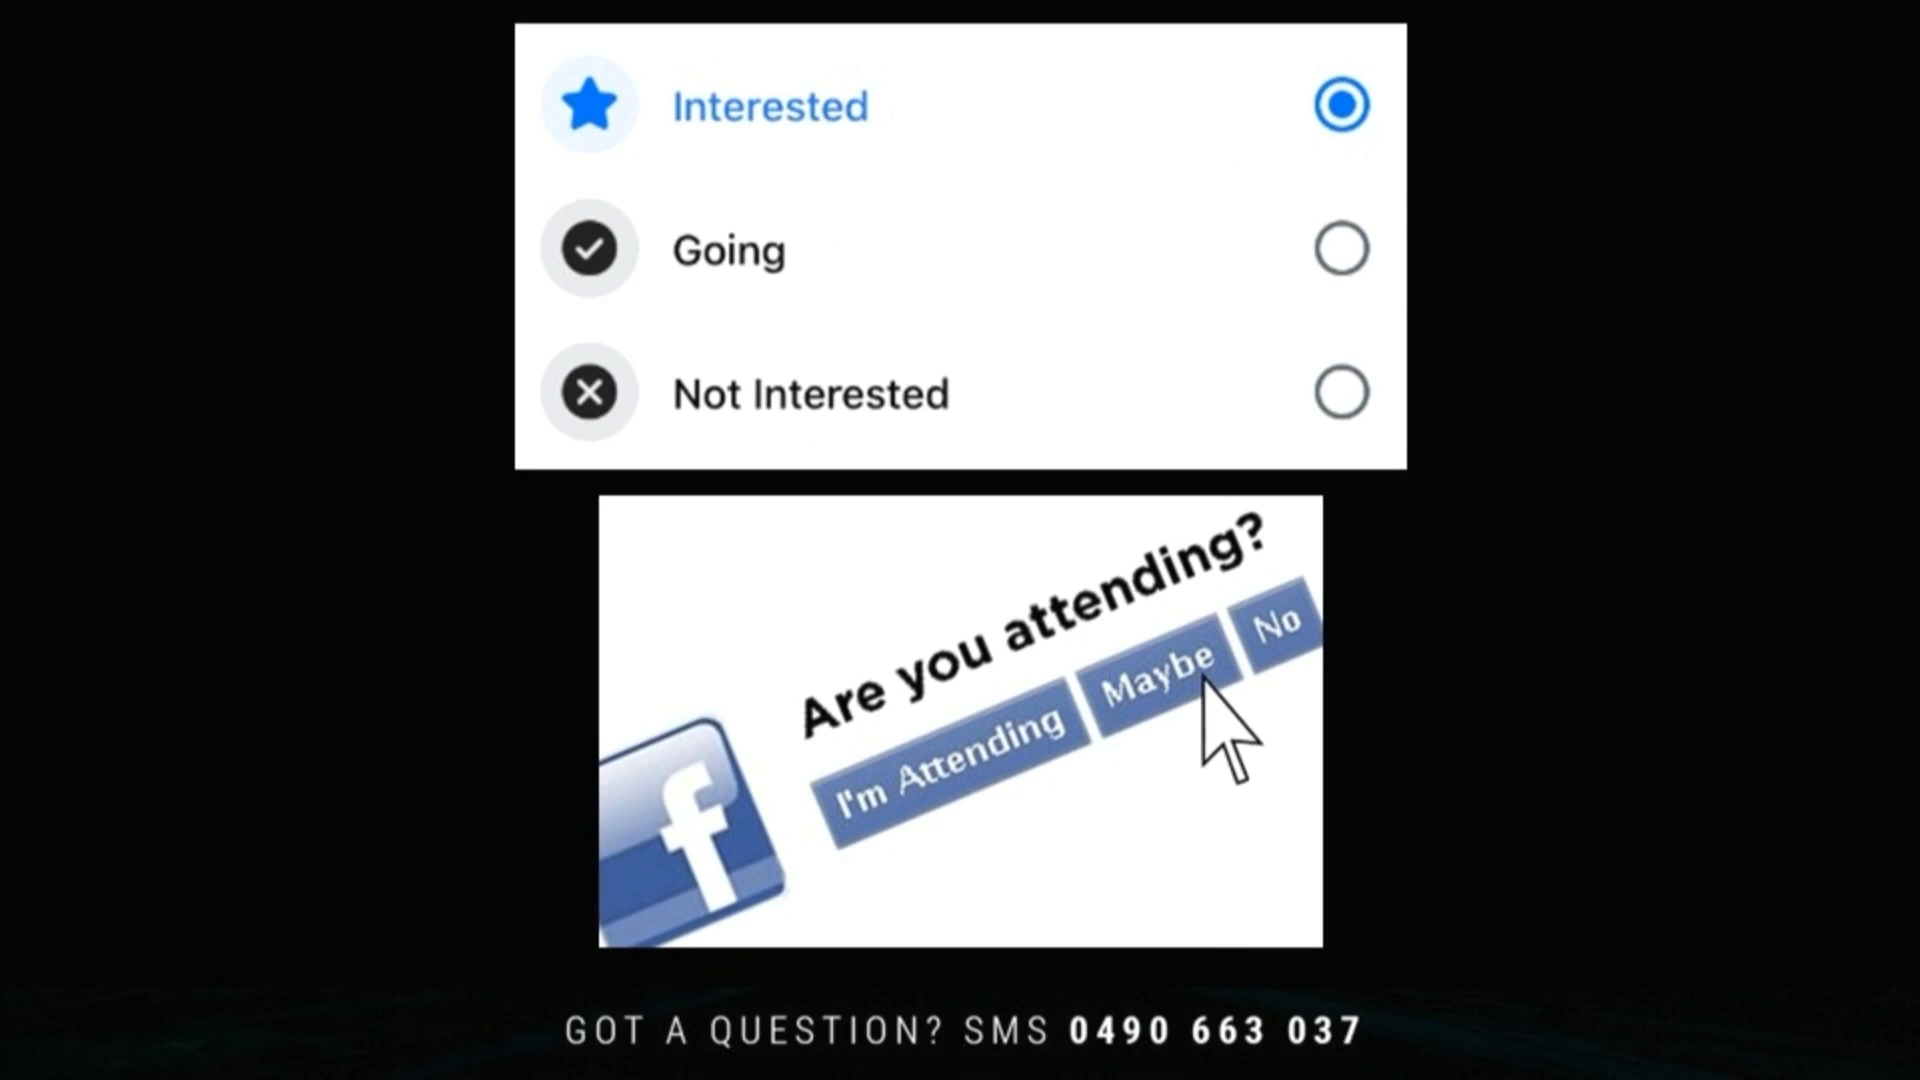 Interested
Going
Not Interested
Are you attending?
I'm Attending Maybe No
f
GOT A QUESTION? SMS 0490 663 037